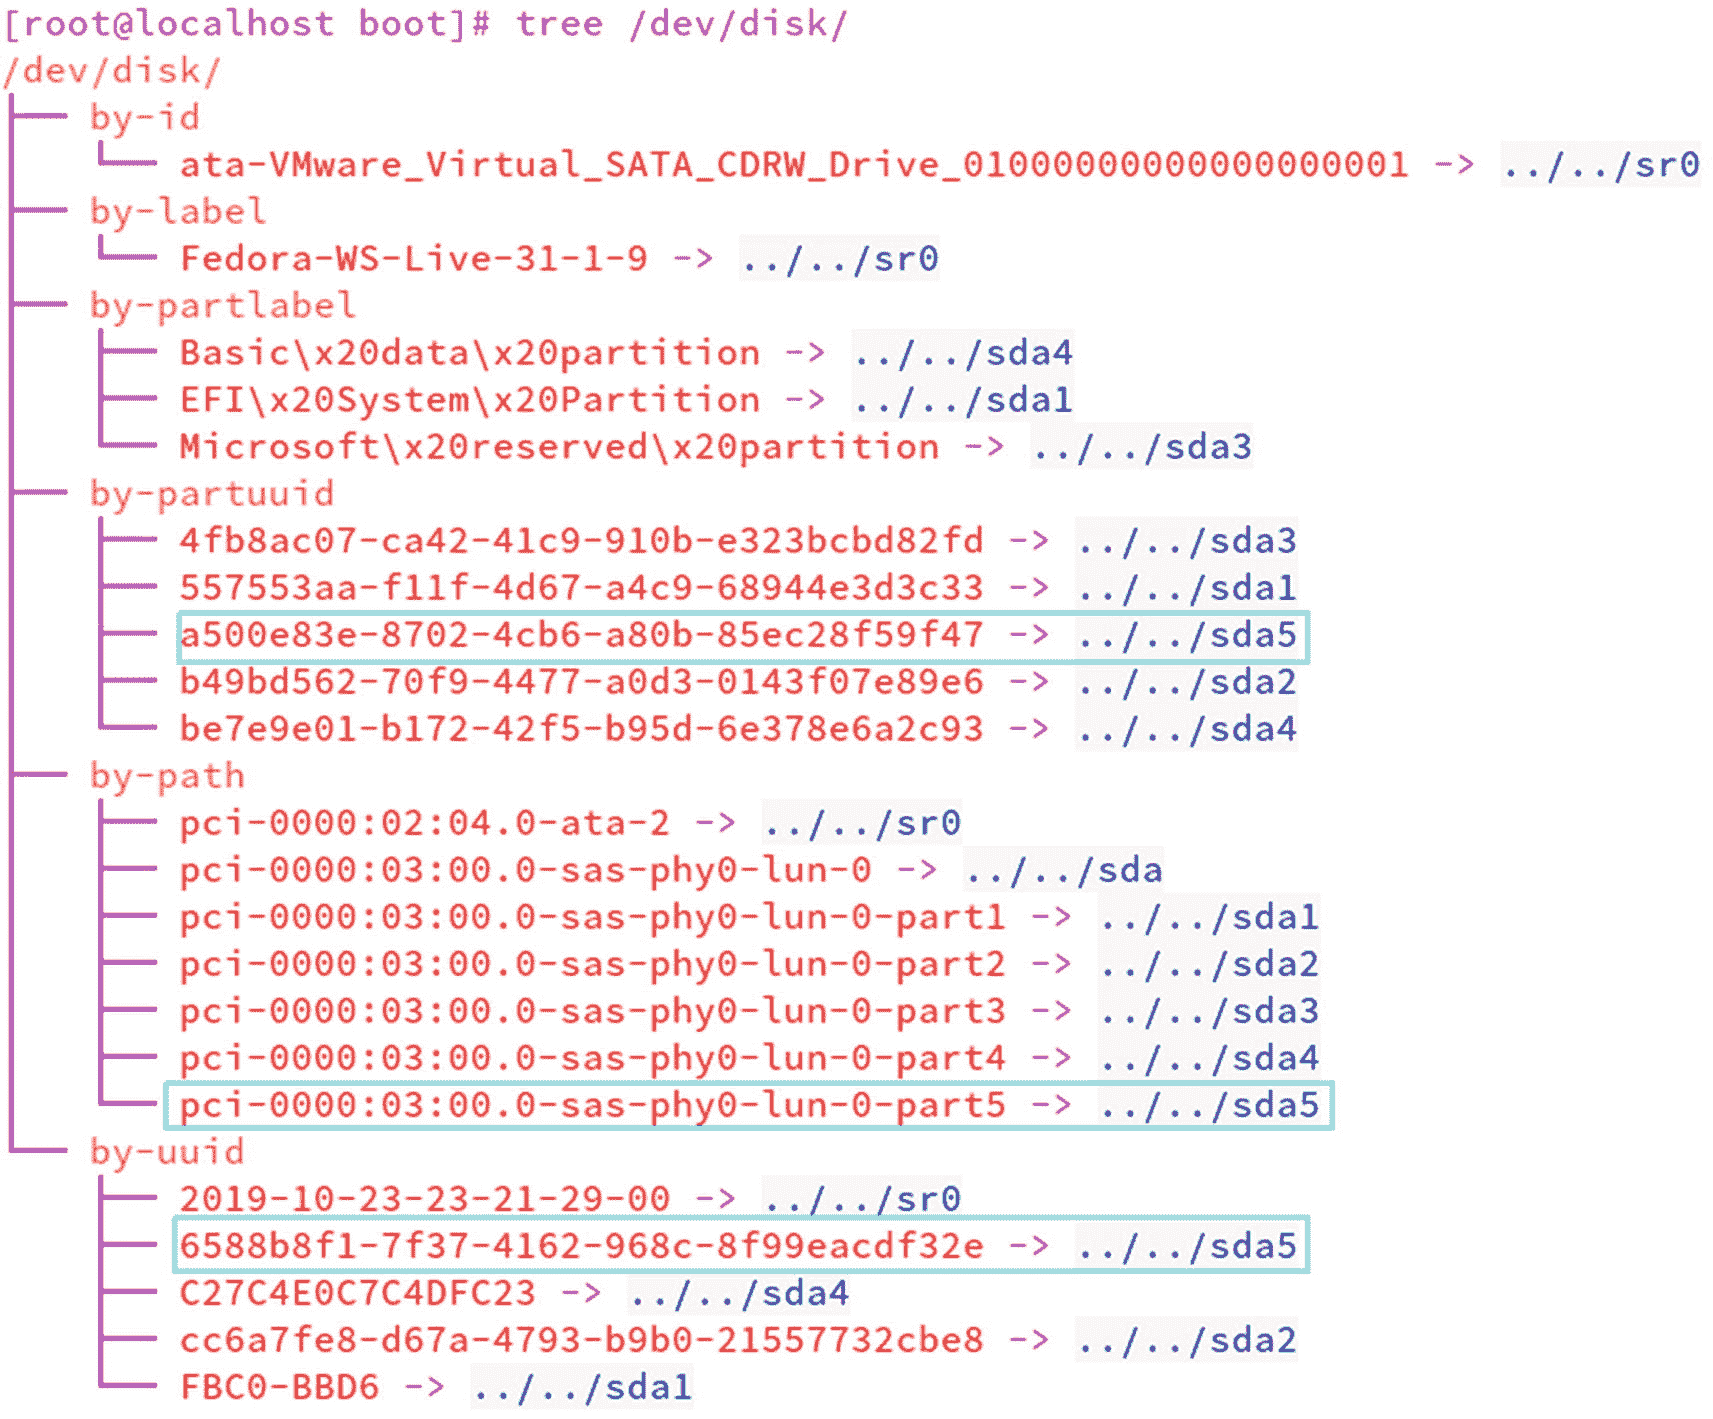 [root@localhost boot]# tree /dev/disk/
/dev/disk/
by-id
ata-VMware_Virtual_SATA_CDRW_Drive_01000000000000000001 -> ../../sr0
by-label
Fedora-WS-Live-31-1-9 -> ../../sr0
by-partlabel
Basic\x20data\x20partition -> ../../sda4
EFI\x20System\x20Partition -> ../../sda1
Microsoft\x20reserved\x20partition -> ../../sda3
by-partuuid
4fb8ac07-ca42-41c9-910b-e323bcbd82fd -> ../../sda3
557553aa-f11f-4d67-a4c9-68944e3d3c33 -> ../../sda1
a500e83e-8702-4cb6-a80b-85ec28f59f47 -> ../../sda5
b49bd562-70f9-4477-a0d3-0143f07e89e6 -> ../../sda2
be7e9e01-b172-42f5-b95d-6e378e6a2c93 -> ../../sda4
by-path
pci-0000:02:04.0-ata-2 -> ../../sr0
pci-0000:03:00.0-sas-phy0-lun-0 -> ../../sda
pci-0000:03:00.0-sas-phy0-lun-0-part1 -> ../../sda1
pci-0000:03:00.0-sas-phy0-lun-0-part2 -> ../../sda2
pci-0000:03:00.0-sas-phy0-lun-0-part3 -> ../../sda3
pci-0000:03:00.0-sas-phy0-lun-0-part4 -> ../../sda4
pci-0000:03:00.0-sas-phy0-lun-0-part5 -> ../../sda5
by-uuid
2019-10-23-23-21-29-00 -> ../../sr0
6588b8f1-7f37-4162-968c-8f99eacdf32e -> ../../sda5
C27C4E0C7C4DFC23 -> ../../sda4
cc6a7fe8-d67a-4793-b9b0-21557732cbe8 -> ../../sda2
FBC0-BBD6 -> ../../sda1